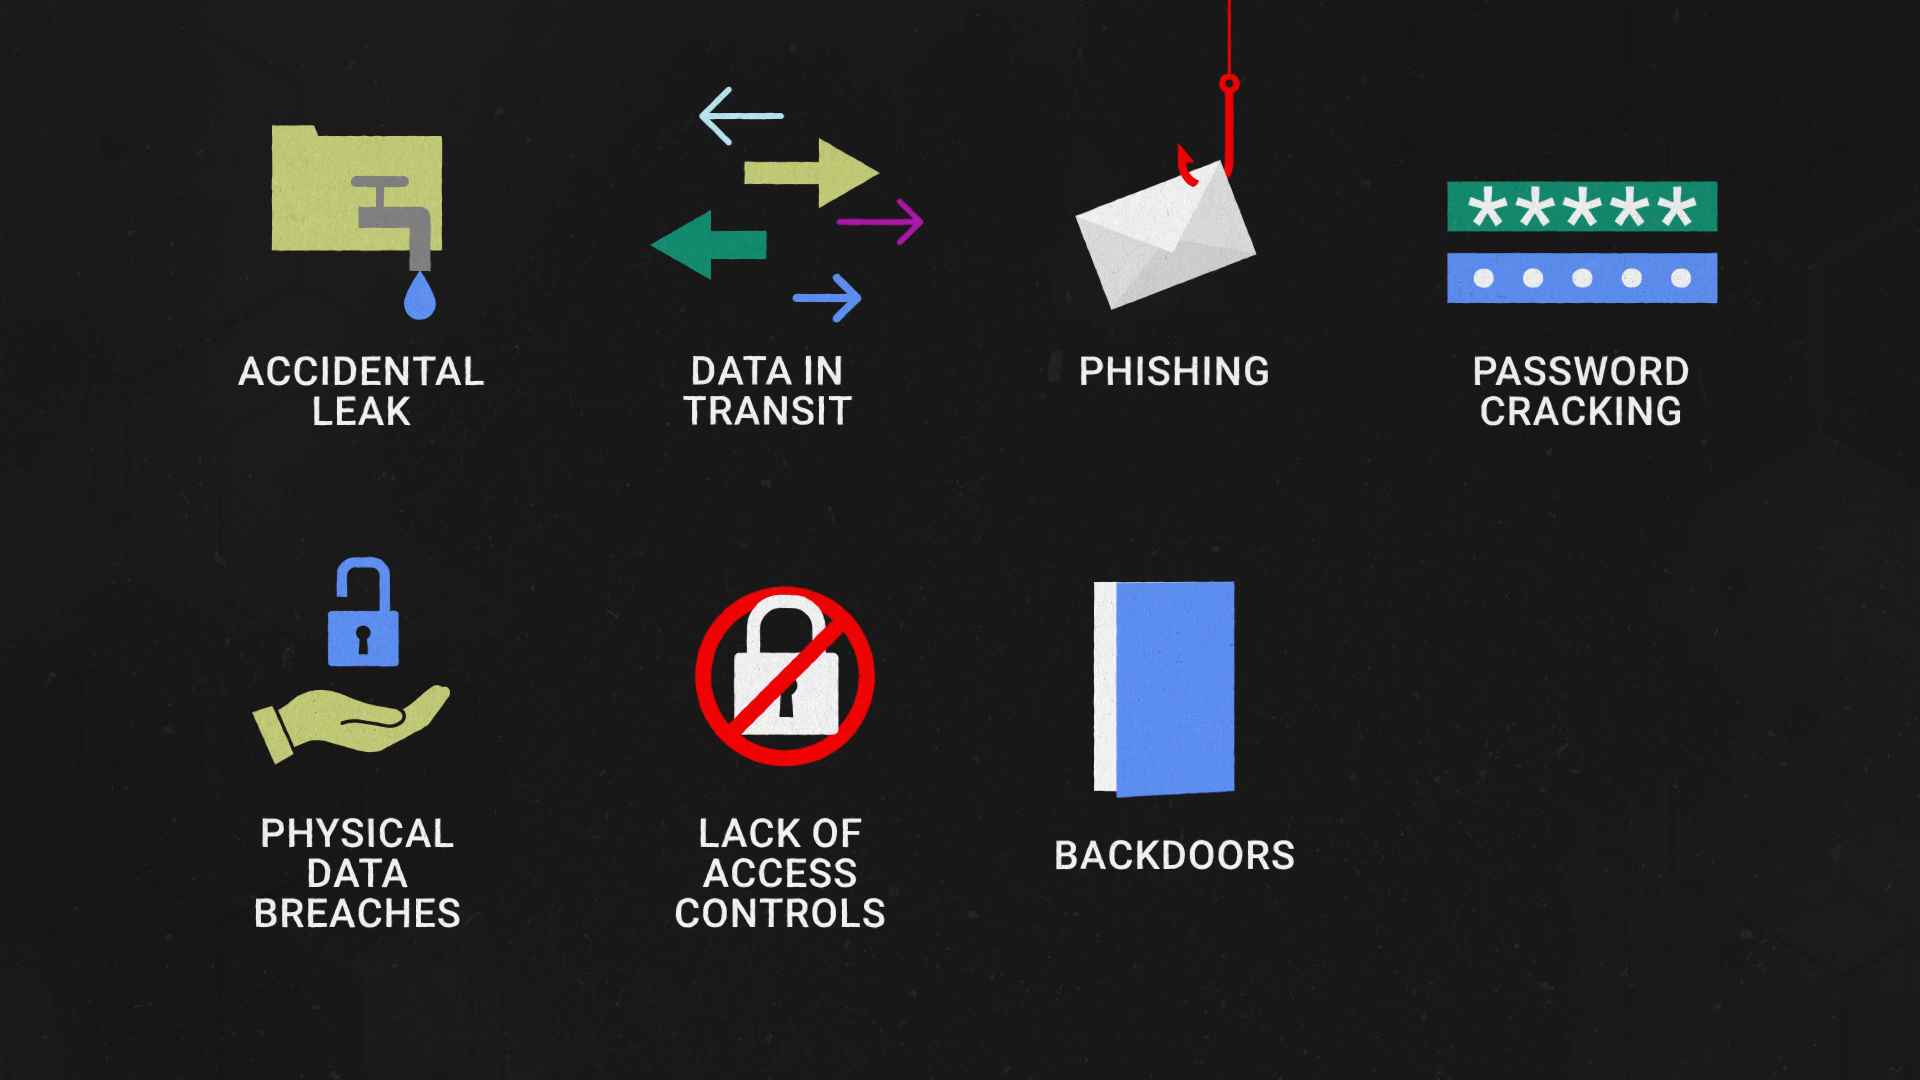 ACCIDENTAL
LEAK
DATA IN
TRANSIT
PHISHING
PASSWORD
CRACKING
PHYSICAL
DATA
BREACHES
LACK OF
ACCESS
CONTROLS
BACKDOORS